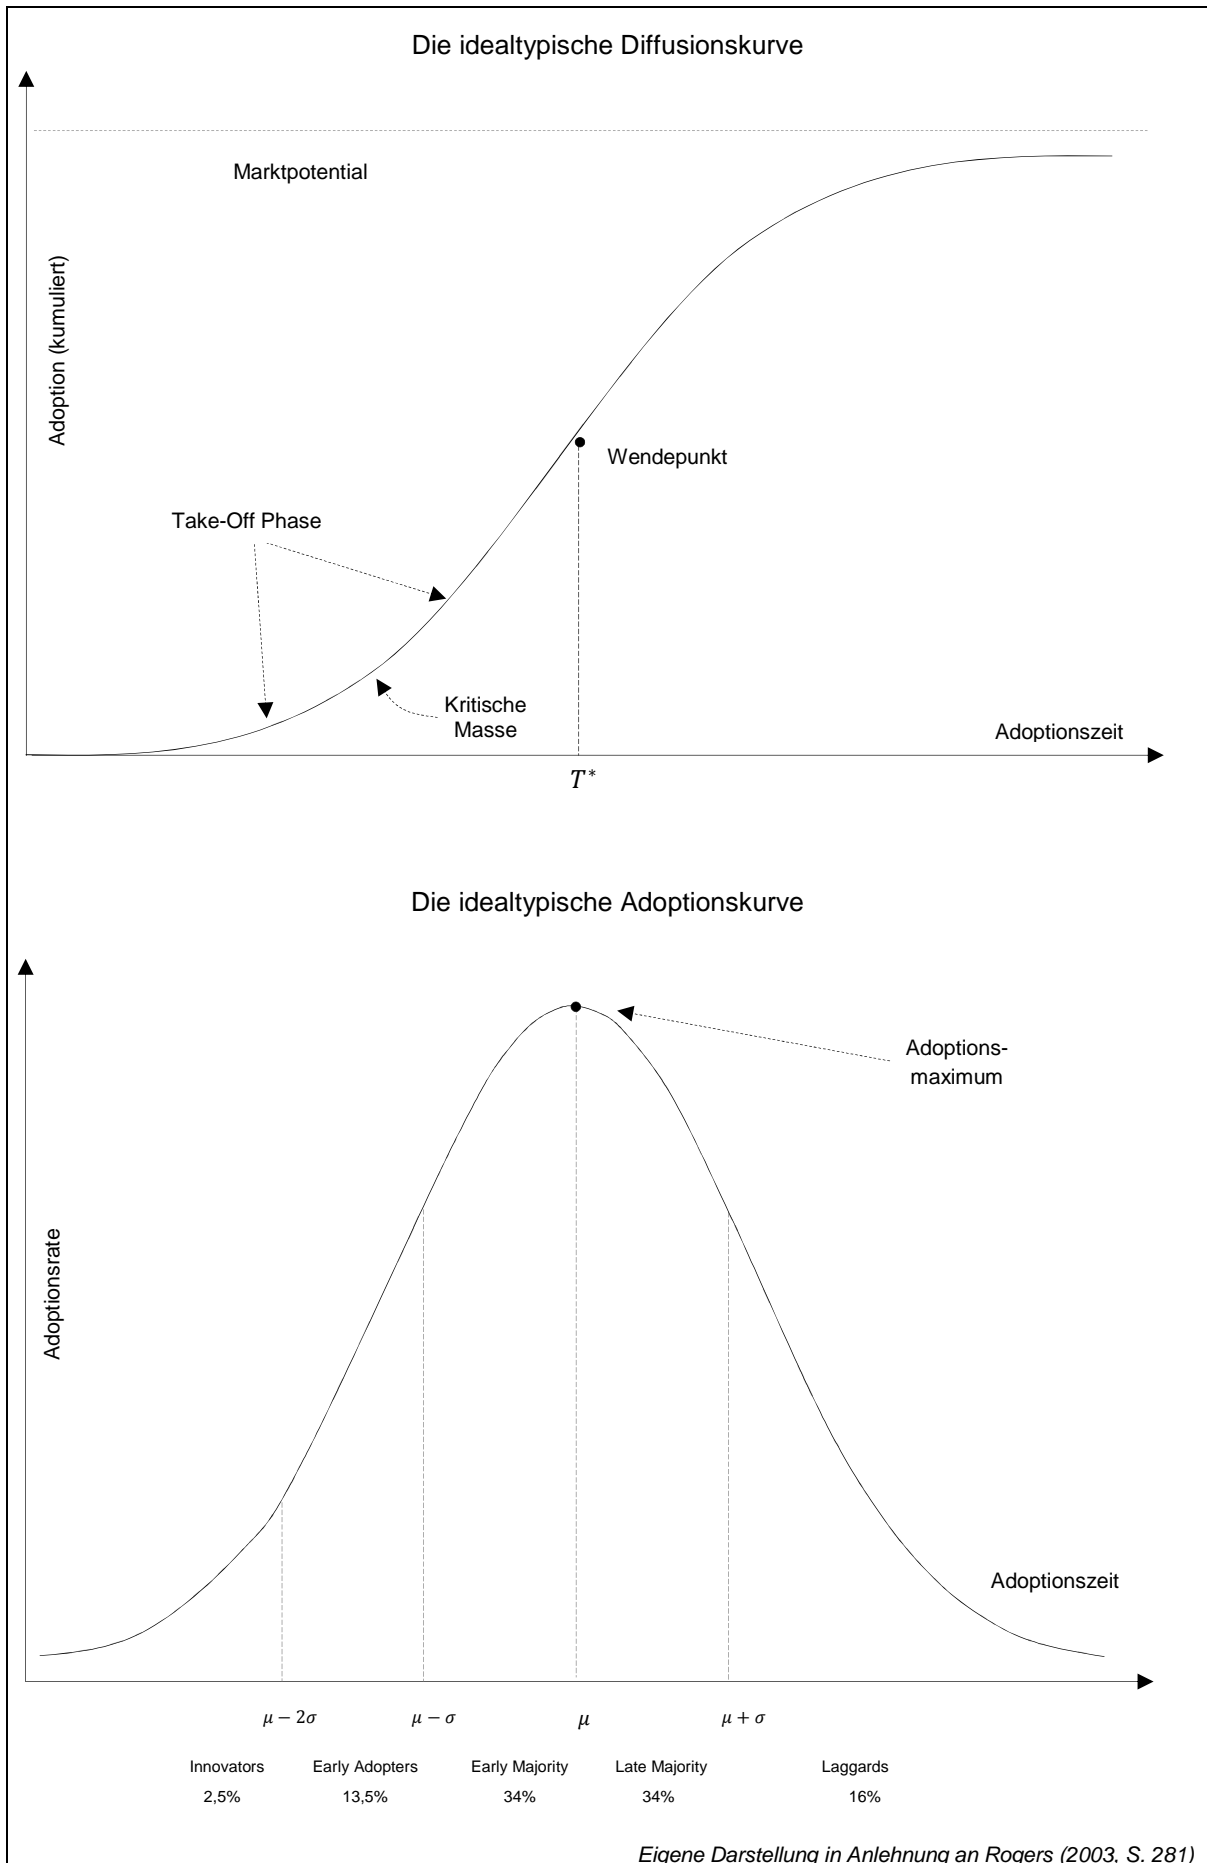 Die idealtypische Diffusionskurve
Marktpotential
Adoption (kumuliert)
Wendepunkt
Take-Off Phase
Kritische
Masse
Adoptionszeit
T*
Die idealtypische Adoptionskurve
Adoptions-
maximum
Adoptionsrate
Adoptionszeit
μ − 2σ μ − σ μ μ + σ
Innovators Early Adopters Early Majority Late Majority Laggards
2,5% 13,5% 34% 34% 16%
Eigene Darstellung in Anlehnung an Rogers (2003, S. 281)